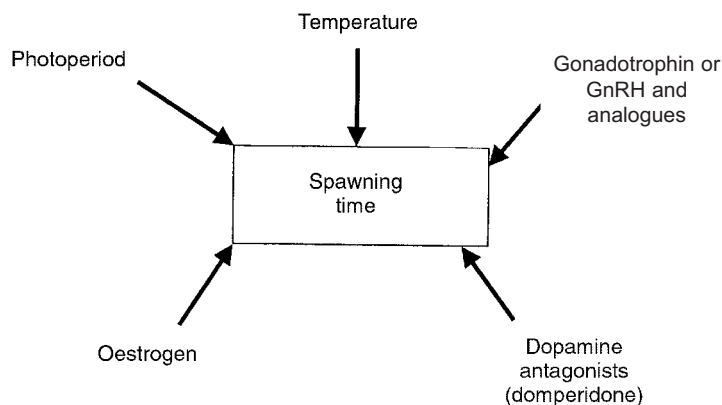 Temperature
Photoperiod
Gonadotrophin or
GnRH and
analogues
Spawning
time
Oestrogen
Dopamine
antagonists
(domperidone)